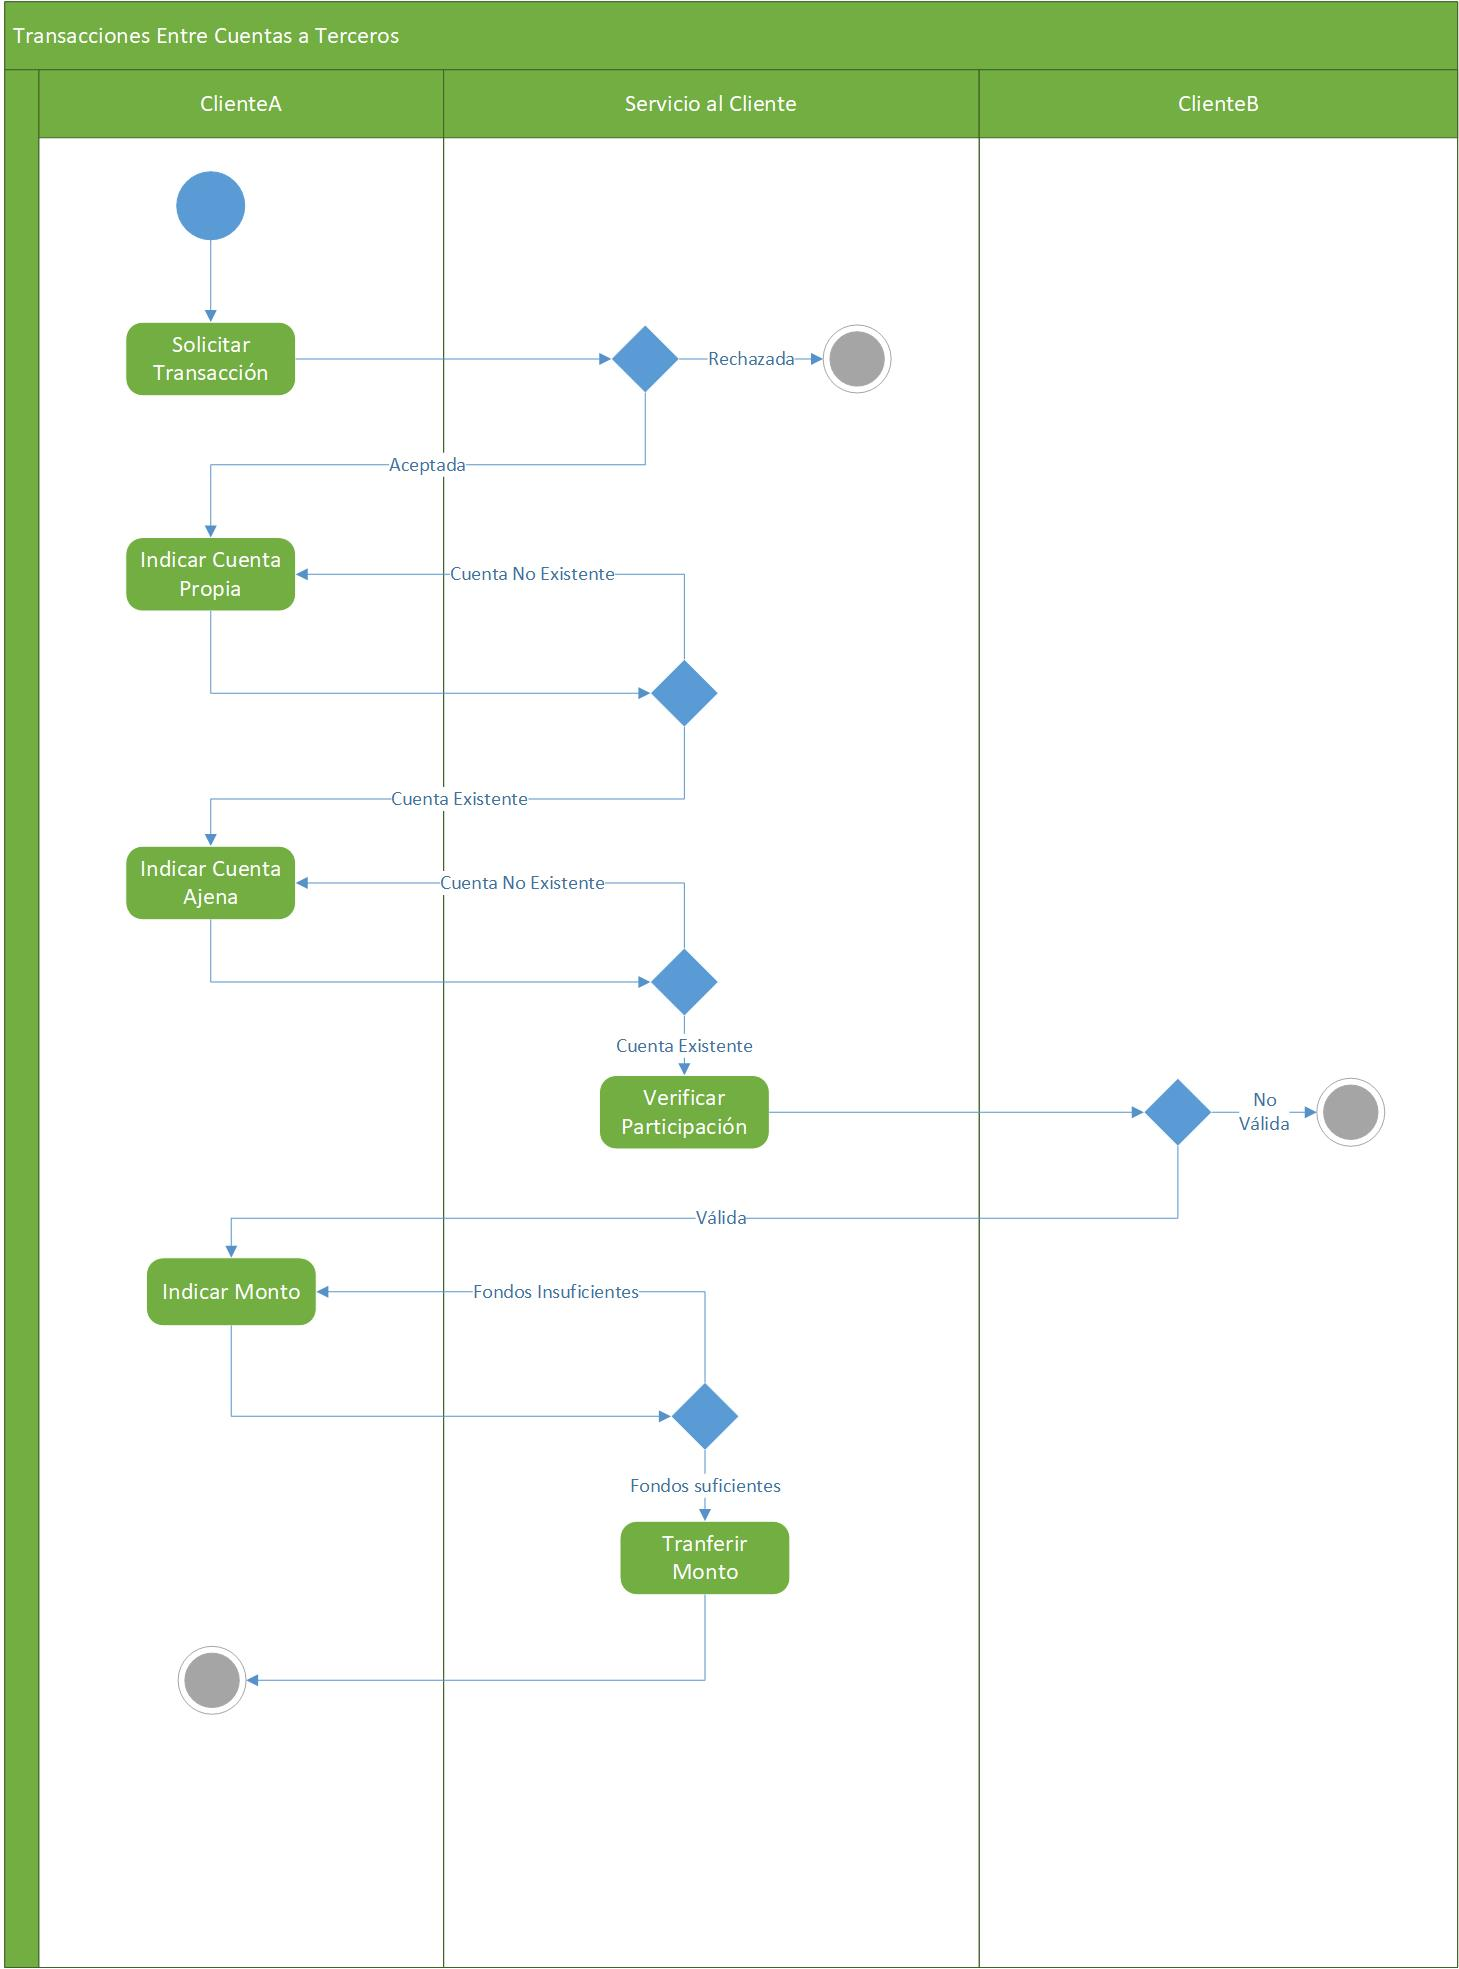 Transacciones Entre Cuentas a Terceros
ClienteA
Servicio al Cliente
ClienteB
Solicitar
Transacción
Rechazada
Aceptada
Indicar Cuenta
Propia
Cuenta No Existente
Cuenta Existente
Indicar Cuenta
Ajena
Cuenta No Existente
Cuenta Existente
Verificar
Participación
No
Válida
Válida
Indicar Monto
Fondos Insuficientes
Fondos suficientes
Tranferir
Monto